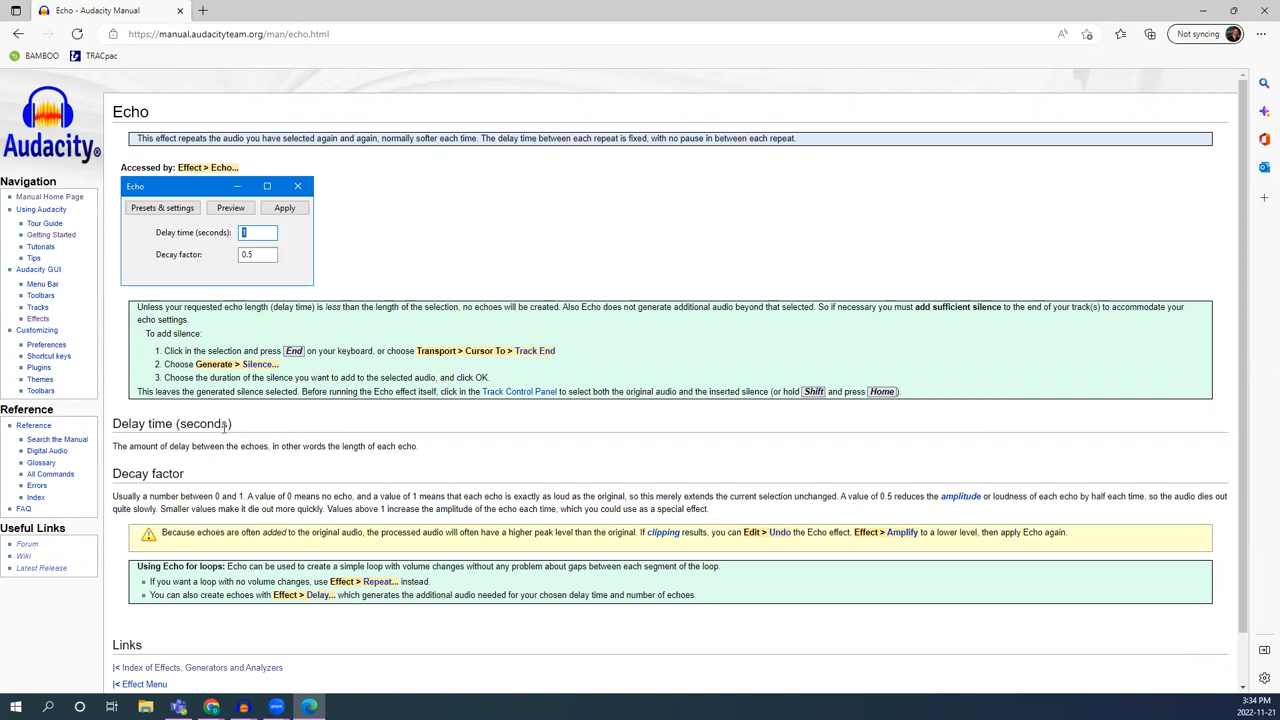 Echo - Audacity Manual
https://manual.audacityteam.org/man/echo.html
Not syncing
BAMBOO
TRACpac
Audacity
Navigation
Manual Home Page
Using Audacity
Tour Guide
Getting Started
Tutorials
Tips
Audacity GUI
Menu Bar
Toolbars
Tracks
Effects
Customizing
Preferences
Shortcut keys
Plugins
Themes
Toolbars
Reference
Reference
Search the Manual
Digital Audio
Glossary
All Commands
Errors
Index
FAQ
Useful Links
Forum
Wiki
Latest Release
Echo
This effect repeats the audio you have selected again and again, normally softer each time. The delay time between each repeat is fixed, with no pause in between each repeat.
Accessed by: Effect > Echo...
Echo
Presets & settings Preview Apply
Delay time (seconds): 1
Decay factor: 0.5
Unless your requested echo length (delay time) is less than the length of the selection, no echoes will be created. Also Echo does not generate additional audio beyond that selected. So if necessary you must add sufficient silence to the end of your track(s) to accommodate your
echo settings.
To add silence:
1. Click in the selection and press End on your keyboard, or choose Transport > Cursor To > Track End
2. Choose Generate > Silence...
3. Choose the duration of the silence you want to add to the selected audio, and click OK.
This leaves the generated silence selected. Before running the Echo effect itself, click in the Track Control Panel to select both the original audio and the inserted silence (or hold Shift and press Home).
Delay time (seconds)
The amount of delay between the echoes, in other words the length of each echo.
Decay factor
Usually a number between 0 and 1. A value of 0 means no echo, and a value of 1 means that each echo is exactly as loud as the original, so this merely extends the current selection unchanged. A value of 0.5 reduces the amplitude or loudness of each echo by half each time, so the audio dies out
quite slowly. Smaller values make it die out more quickly. Values above 1 increase the amplitude of the echo each time, which you could use as a special effect.
Because echoes are often added to the original audio, the processed audio will often have a higher peak level than the original. If clipping results, you can Edit > Undo the Echo effect, Effect > Amplify to a lower level, then apply Echo again.
Using Echo for loops: Echo can be used to create a simple loop with volume changes without any problem about gaps between each segment of the loop.
If you want a loop with no volume changes, use Effect > Repeat... instead.
You can also create echoes with Effect > Delay... which generates the additional audio needed for your chosen delay time and number of echoes.
Links
|< Index of Effects, Generators and Analyzers
|< Effect Menu
3:34 PM
2022-11-21